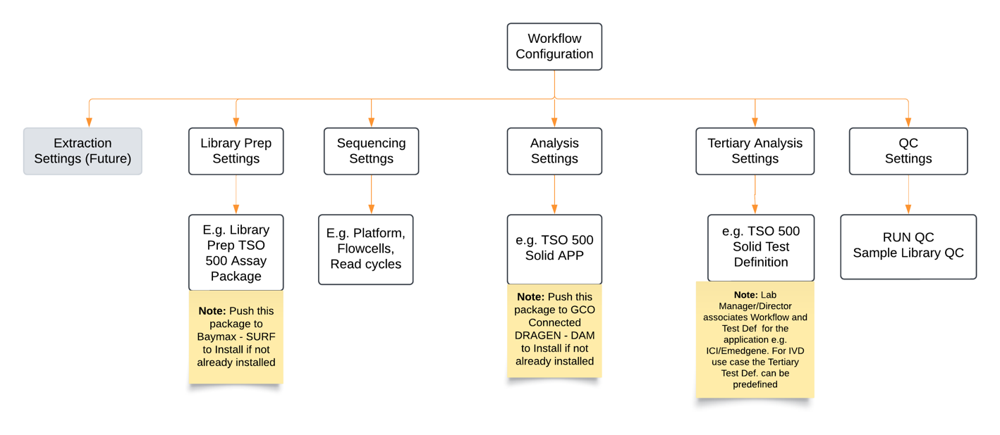 Workflow
Configuration
Extraction
Settings (Future)
Library Prep
Settings
Sequencing
Settngs
Analysis
Settings
Tertiary Analysis
Settings
QC
Settings
E.g. Library
Prep TSO
500 Assay
Package
E.g. Platform,
Flowcells,
Read cycles
e.g. TSO 500
Solid APP
e.g. TSO 500
Solid Test
Definition
RUN QC
Sample Library QC
Note: Push this
package to
Baymax - SURF
to Install if not
already installed
Note: Push this
package to GCO
Connected
DRAGEN - DAM
to Install if not
already installed
Note: Lab
Manager/Director
associates Workflow and
Test Def for the
application e.g.
ICI/Emedgene. For IVD
use case the Tertiary
Test Def. can be
predefined